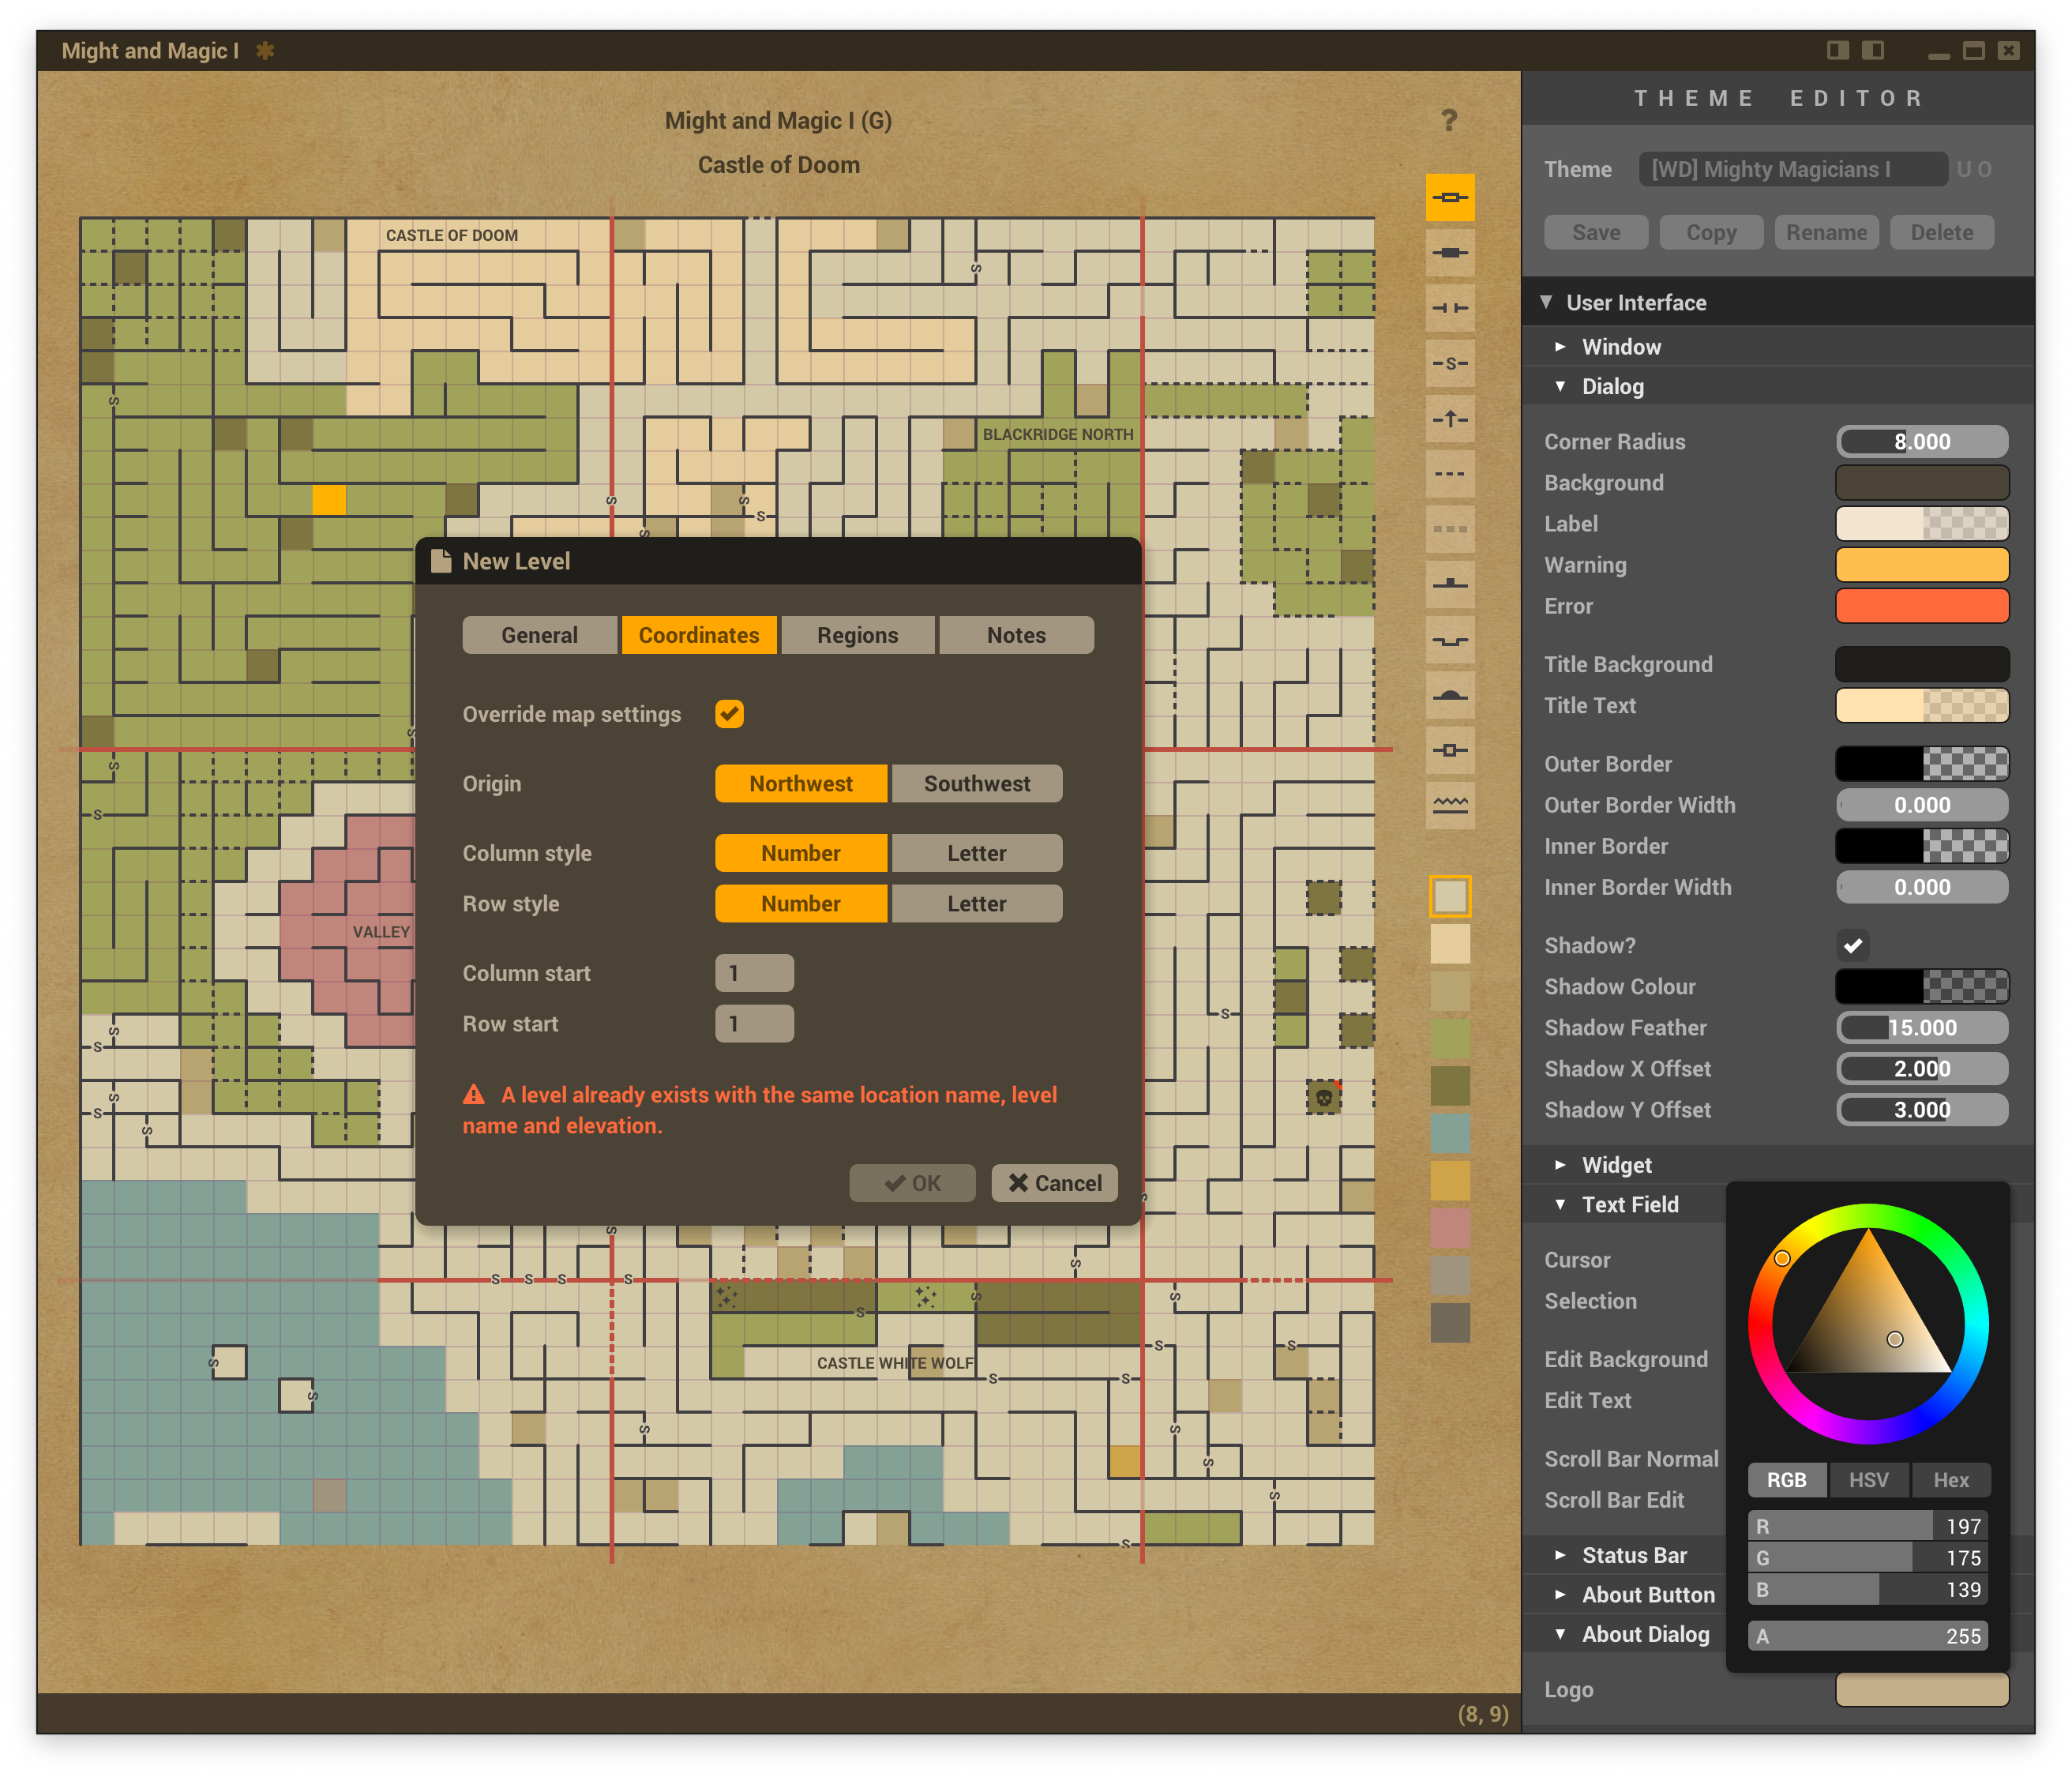 Might and Magic I ✱
Might and Magic I (G)
Castle of Doom
?
CASTLE OF DOOM
BLACKRIDGE NORTH
VALLEY
CASTLE WHITE WOLF
New Level
General Coordinates Regions Notes
Override map settings
Origin Northwest Southwest
Column style Number Letter
Row style Number Letter
Column start 1
Row start 1
A level already exists with the same location name, level
name and elevation.
OK Cancel
(8, 9)
THEME EDITOR
Theme [WD] Mighty Magicians I U O
Save Copy Rename Delete
User Interface
Window
Dialog
Corner Radius 8.000
Background
Label
Warning
Error
Title Background
Title Text
Outer Border
Outer Border Width 0.000
Inner Border
Inner Border Width 0.000
Shadow?
Shadow Colour
Shadow Feather 15.000
Shadow X Offset 2.000
Shadow Y Offset 3.000
Widget
Text Field
Cursor
Selection
Edit Background
Edit Text
Scroll Bar Normal
Scroll Bar Edit
Status Bar
About Button
About Dialog
Logo
RGB HSV Hex
R 197
G 175
B 139
A 255